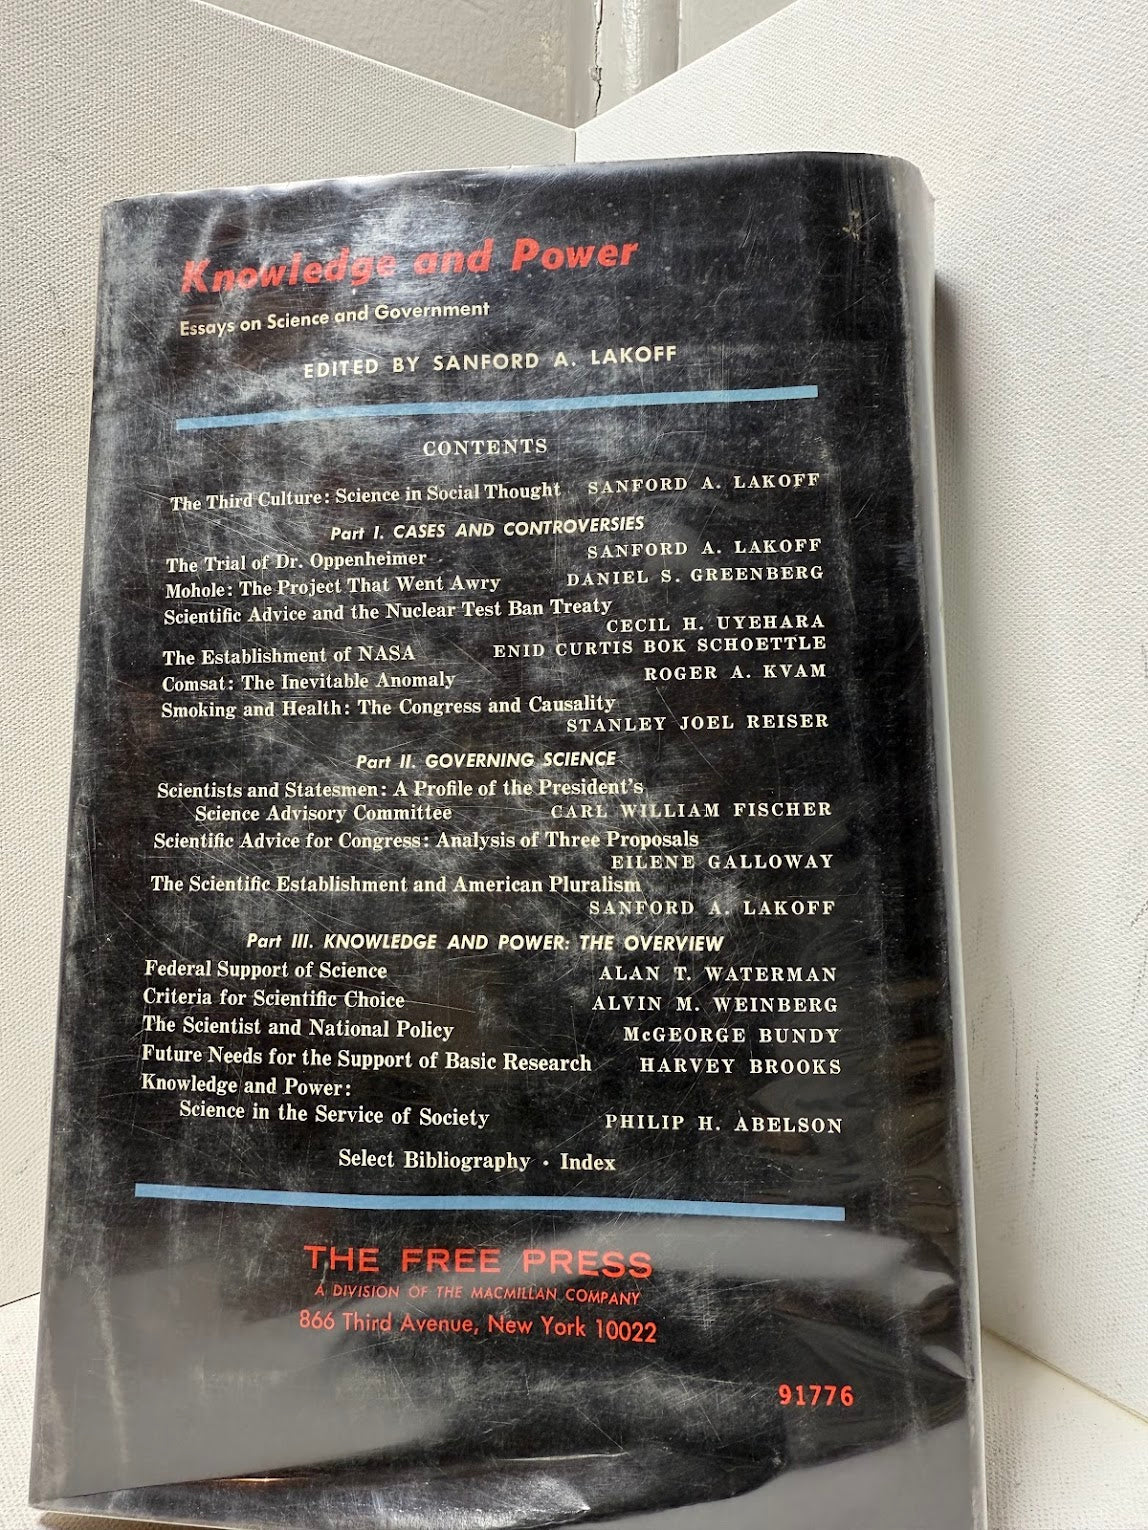 Knowledge and Power
Essays on Science and Government
EDITED BY SANFORD A. LAKOFF
CONTENTS
The Third Culture: Science in Social Thought SANFORD A. LAKOFF
Part I. CASES AND CONTROVERSIES
The Trial of Dr. Oppenheimer SANFORD A. LAKOFF
Mohole: The Project That Went Awry DANIEL S. GREENBERG
Scientific Advice and the Nuclear Test Ban Treaty
CECIL H. UYEHARA
The Establishment of NASA ENID CURTIS BOK SCHOETTLE
Comsat: The Inevitable Anomaly ROGER A. KVAM
Smoking and Health: The Congress and Causality
STANLEY JOEL REISER
Part II. GOVERNING SCIENCE
Scientists and Statesmen: A Profile of the President's
Science Advisory Committee CARL WILLIAM FISCHER
Scientific Advice for Congress: Analysis of Three Proposals
EILENE GALLOWAY
The Scientific Establishment and American Pluralism
SANFORD A. LAKOFF
Part III. KNOWLEDGE AND POWER: THE OVERVIEW
Federal Support of Science ALAN T. WATERMAN
Criteria for Scientific Choice ALVIN M. WEINBERG
The Scientist and National Policy McGEORGE BUNDY
Future Needs for the Support of Basic Research HARVEY BROOKS
Knowledge and Power:
Science in the Service of Society PHILIP H. ABELSON
Select Bibliography · Index
THE FREE PRESS
A DIVISION OF THE MACMILLAN COMPANY
866 Third Avenue, New York 10022
91776